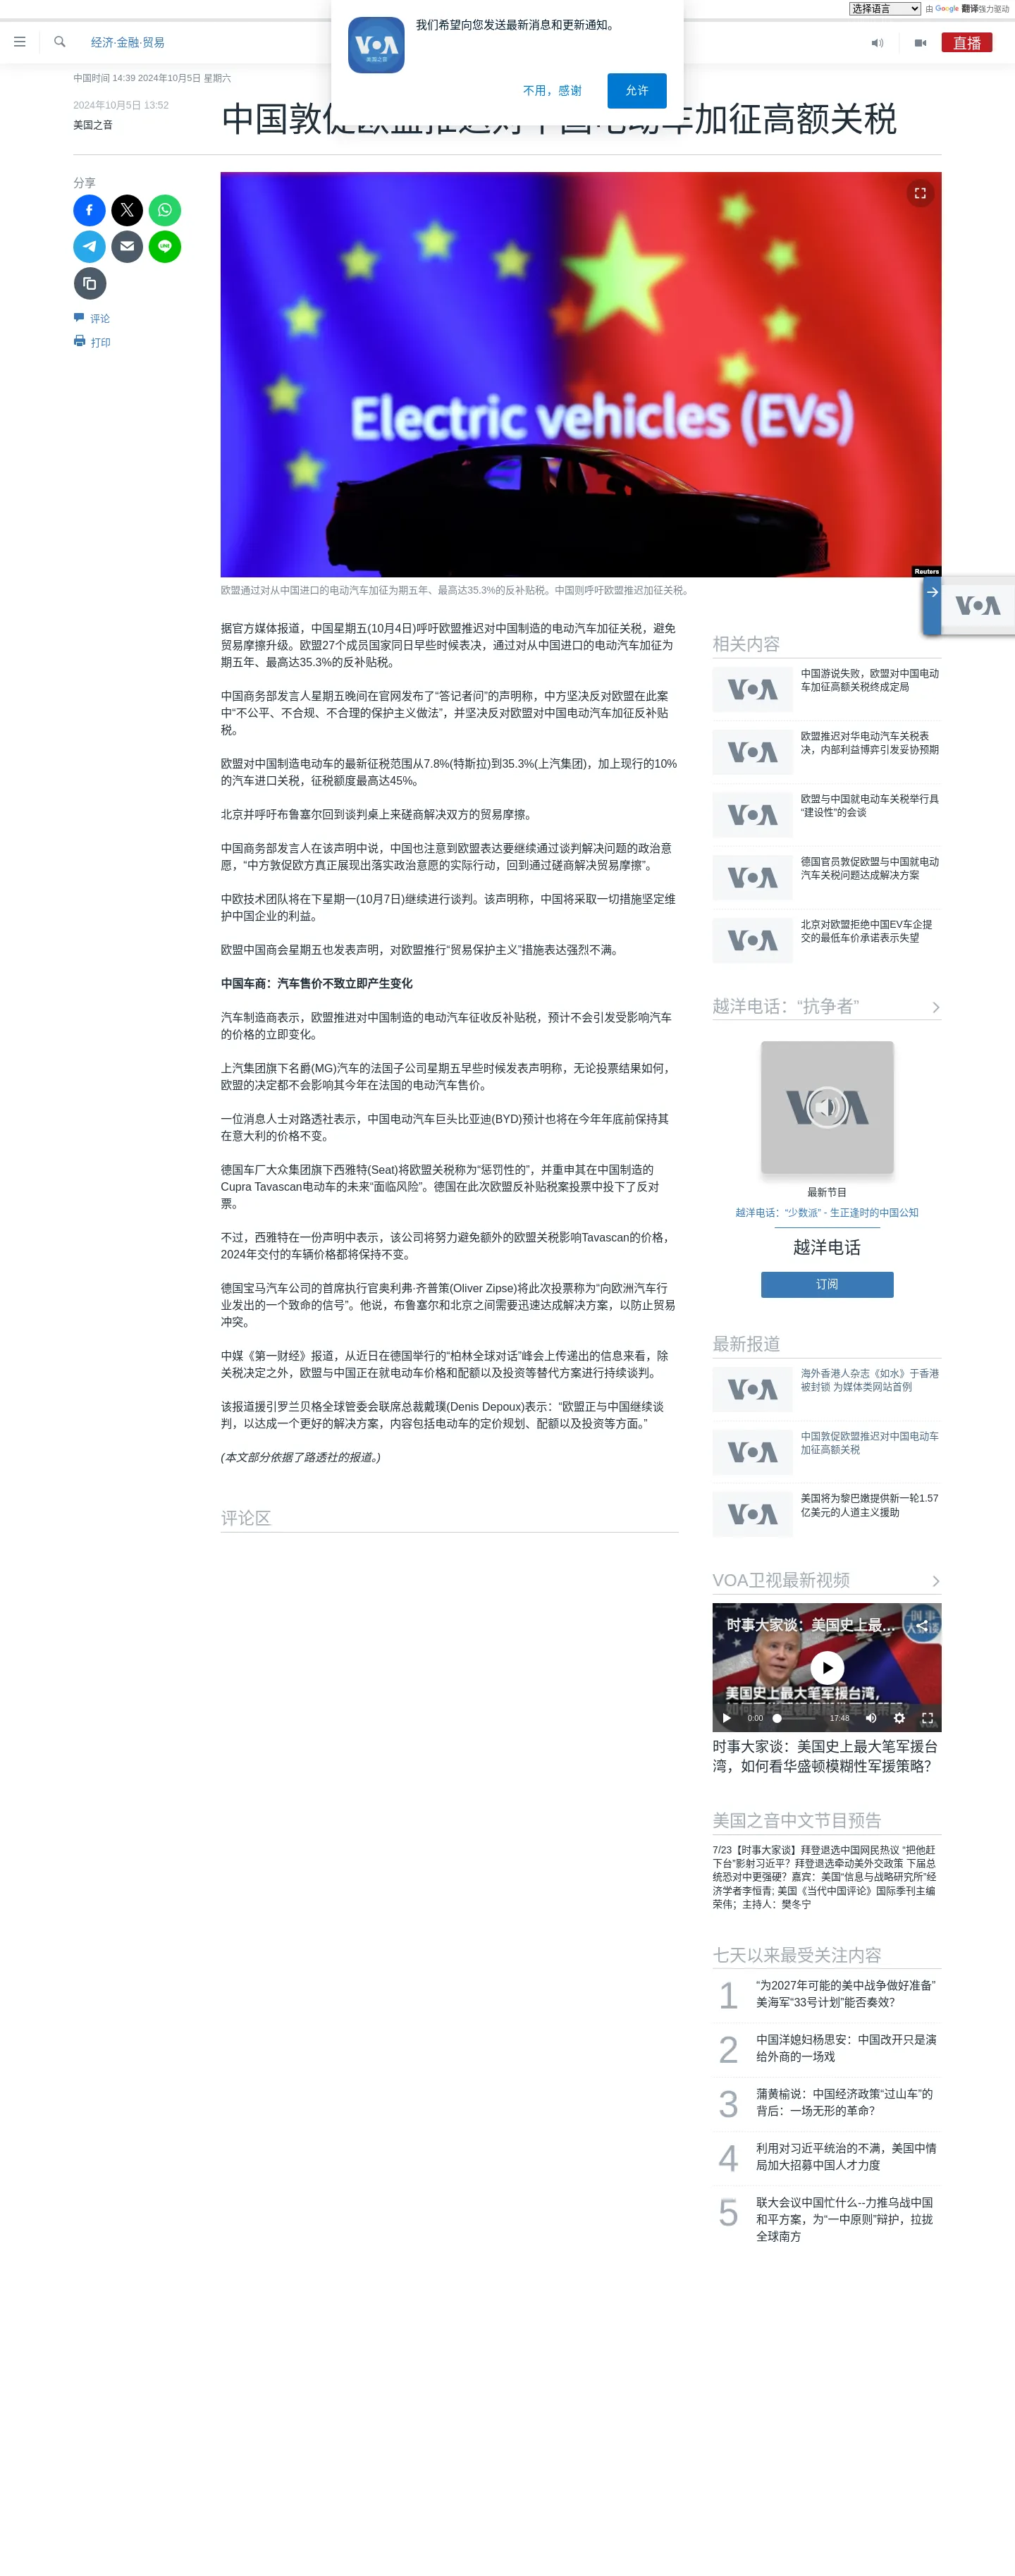 选择语言 由 Google 翻译强力驱动
我们希望向您发送最新消息和更新通知。
不用，感谢 允许
经济·金融·贸易
直播
中国时间 14:39 2024年10月5日 星期六
2024年10月5日 13:52
美国之音
中国敦促欧盟推迟对中国电动车加征高额关税
分享
评论
打印
Electric vehicles (EVs)
Reuters
欧盟通过对从中国进口的电动汽车加征为期五年、最高达35.3%的反补贴税。中国则呼吁欧盟推迟加征关税。
据官方媒体报道，中国星期五(10月4日)呼吁欧盟推迟对中国制造的电动汽车加征关税，避免
贸易摩擦升级。欧盟27个成员国家同日早些时候表决，通过对从中国进口的电动汽车加征为
期五年、最高达35.3%的反补贴税。
中国商务部发言人星期五晚间在官网发布了“答记者问”的声明称，中方坚决反对欧盟在此案
中“不公平、不合规、不合理的保护主义做法”，并坚决反对欧盟对中国电动汽车加征反补贴
税。
欧盟对中国制造电动车的最新征税范围从7.8%(特斯拉)到35.3%(上汽集团)，加上现行的10%
的汽车进口关税，征税额度最高达45%。
北京并呼吁布鲁塞尔回到谈判桌上来磋商解决双方的贸易摩擦。
中国商务部发言人在该声明中说，中国也注意到欧盟表达要继续通过谈判解决问题的政治意
愿，“中方敦促欧方真正展现出落实政治意愿的实际行动，回到通过磋商解决贸易摩擦”。
中欧技术团队将在下星期一(10月7日)继续进行谈判。该声明称，中国将采取一切措施坚定维
护中国企业的利益。
欧盟中国商会星期五也发表声明，对欧盟推行“贸易保护主义”措施表达强烈不满。
中国车商：汽车售价不致立即产生变化
汽车制造商表示，欧盟推进对中国制造的电动汽车征收反补贴税，预计不会引发受影响汽车
的价格的立即变化。
上汽集团旗下名爵(MG)汽车的法国子公司星期五早些时候发表声明称，无论投票结果如何，
欧盟的决定都不会影响其今年在法国的电动汽车售价。
一位消息人士对路透社表示，中国电动汽车巨头比亚迪(BYD)预计也将在今年年底前保持其
在意大利的价格不变。
德国车厂大众集团旗下西雅特(Seat)将欧盟关税称为“惩罚性的”，并重申其在中国制造的
Cupra Tavascan电动车的未来“面临风险”。德国在此次欧盟反补贴税案投票中投下了反对
票。
不过，西雅特在一份声明中表示，该公司将努力避免额外的欧盟关税影响Tavascan的价格，
2024年交付的车辆价格都将保持不变。
德国宝马汽车公司的首席执行官奥利弗·齐普策(Oliver Zipse)将此次投票称为“向欧洲汽车行
业发出的一个致命的信号”。他说，布鲁塞尔和北京之间需要迅速达成解决方案，以防止贸易
冲突。
中媒《第一财经》报道，从近日在德国举行的“柏林全球对话”峰会上传递出的信息来看，除
关税决定之外，欧盟与中国正在就电动车价格和配额以及投资等替代方案进行持续谈判。
该报道援引罗兰贝格全球管委会联席总裁戴璞(Denis Depoux)表示：“欧盟正与中国继续谈
判，以达成一个更好的解决方案，内容包括电动车的定价规划、配额以及投资等方面。”
(本文部分依据了路透社的报道。)
评论区
VOA
相关内容
中国游说失败，欧盟对中国电动
车加征高额关税终成定局
欧盟推迟对华电动汽车关税表
决，内部利益博弈引发妥协预期
欧盟与中国就电动车关税举行具
“建设性”的会谈
德国官员敦促欧盟与中国就电动
汽车关税问题达成解决方案
北京对欧盟拒绝中国EV车企提
交的最低车价承诺表示失望
越洋电话：“抗争者”
最新节目
越洋电话：“少数派” - 生正逢时的中国公知
越洋电话
订阅
最新报道
海外香港人杂志《如水》于香港
被封锁 为媒体类网站首例
中国敦促欧盟推迟对中国电动车
加征高额关税
美国将为黎巴嫩提供新一轮1.57
亿美元的人道主义援助
VOA卫视最新视频
时事大家谈：美国史上最...
美国史上最大笔军援台湾，
如何看华盛顿模糊性军援策略？
0:00 17:48
时事大家谈：美国史上最大笔军援台
湾，如何看华盛顿模糊性军援策略？
美国之音中文节目预告
7/23【时事大家谈】拜登退选中国网民热议 “把他赶
下台”影射习近平？拜登退选牵动美外交政策 下届总
统恐对中更强硬？嘉宾：美国“信息与战略研究所”经
济学者李恒青; 美国《当代中国评论》国际季刊主编
荣伟；主持人：樊冬宁
七天以来最受关注内容
1 “为2027年可能的美中战争做好准备”
美海军“33号计划”能否奏效？
2 中国洋媳妇杨思安：中国改开只是演
给外商的一场戏
3 蒲黄榆说：中国经济政策“过山车”的
背后：一场无形的革命？
4 利用对习近平统治的不满，美国中情
局加大招募中国人才力度
5 联大会议中国忙什么--力推乌战中国
和平方案，为“一中原则”辩护，拉拢
全球南方